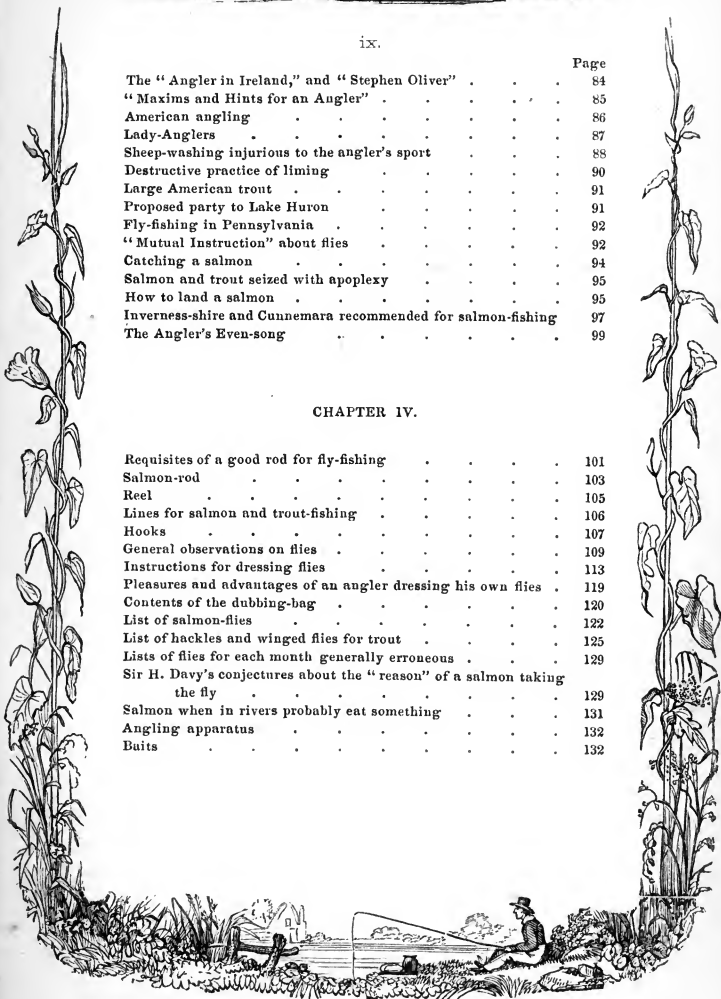 ix.
Page
The “ Angler in Ireland,” and “ Stephen Oliver” . . . 84
“ Maxims and Hints for an Angler” . . . . . 85
American angling . . . . . . . 86
Lady-Anglers . . . . . . . . 87
Sheep-washing injurious to the angler's sport . . . 88
Destructive practice of liming . . . . . 90
Large American trout . . . . . . . 91
Proposed party to Lake Huron . . . . . 91
Fly-fishing in Pennsylvania . . . . . . 92
“ Mutual Instruction” about flies . . . . . 92
Catching a salmon . . . . . . . 94
Salmon and trout seized with apoplexy . . . . 95
How to land a salmon . . . . . . . 95
Inverness-shire and Cunnemara recommended for salmon-fishing 97
The Angler's Even-song . . . . . . 99
CHAPTER IV.
Requisites of a good rod for fly-fishing . . . . 101
Salmon-rod . . . . . . . . 103
Reel . . . . . . . . . 105
Lines for salmon and trout-fishing . . . . . 106
Hooks . . . . . . . . . 107
General observations on flies . . . . . . 109
Instructions for dressing flies . . . . . 113
Pleasures and advantages of an angler dressing his own flies . 119
Contents of the dubbing-bag . . . . . . 120
List of salmon-flies . . . . . . . 122
List of hackles and winged flies for trout . . . . 125
Lists of flies for each month generally erroneous . . . 129
Sir H. Davy's conjectures about the “ reason” of a salmon taking
the fly . . . . . . . . 129
Salmon when in rivers probably eat something . . . 131
Angling apparatus . . . . . . . 132
Baits . . . . . . . . . 132